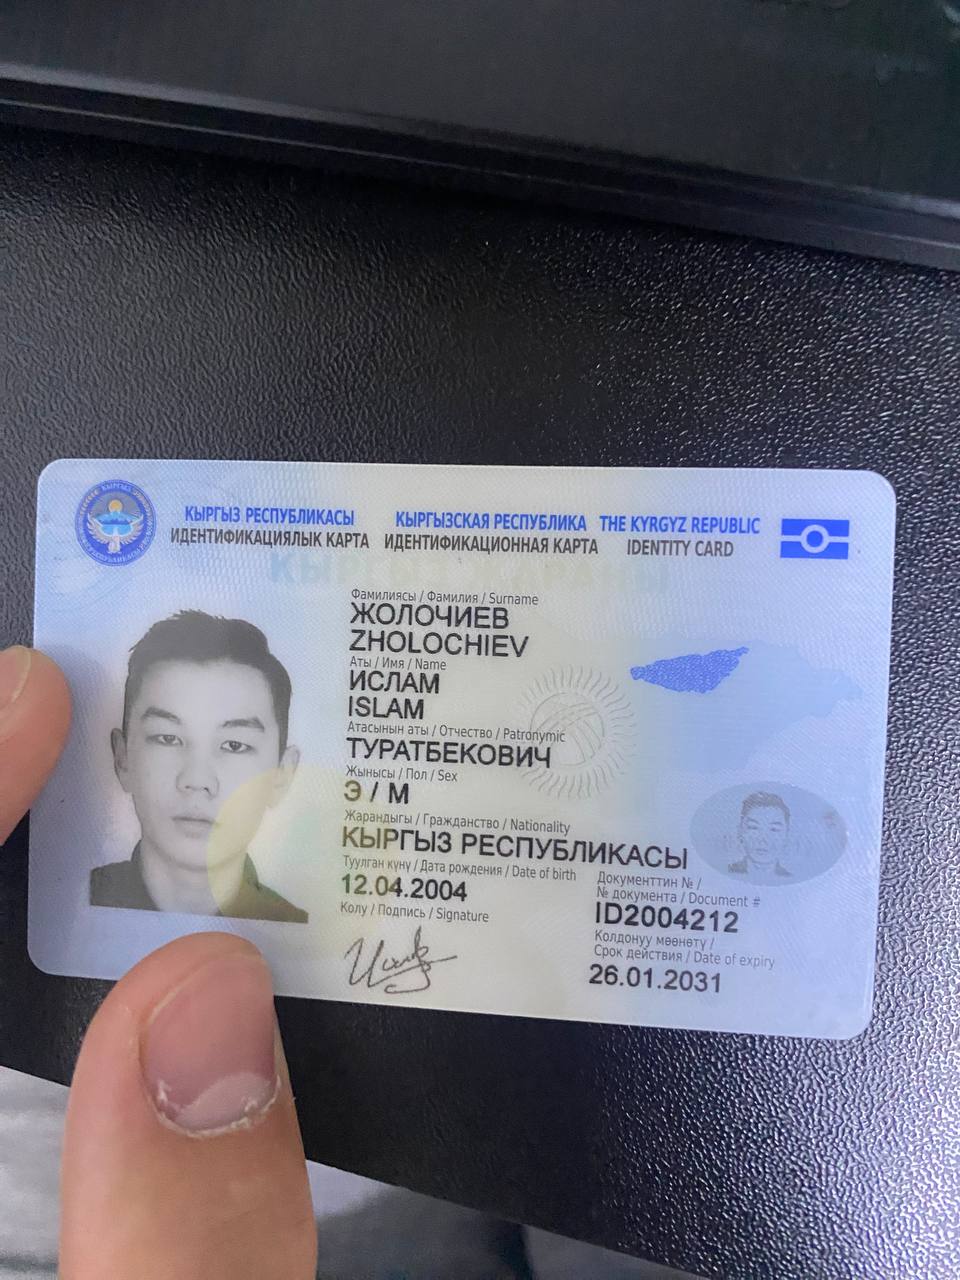 КЫРГЫЗ РЕСПУБЛИКАСЫ КЫРГЫЗСКАЯ РЕСПУБЛИКА THE KYRGYZ REPUBLIC
ИДЕНТИФИКАЦИЯЛЫК КАРТА ИДЕНТИФИКАЦИОННАЯ КАРТА IDENTITY CARD
Фамилиясы / Фамилия / Surname
ЖОЛОЧИЕВ
ZHOLOCHIEV
Аты / Имя / Name
ИСЛАМ
ISLAM
Атасынын аты / Отчество / Patronymic
ТУРАТБЕКОВИЧ
Жынысы / Пол / Sex
Э / М
Жарандыгы / Гражданство / Nationality
КЫРГЫЗ РЕСПУБЛИКАСЫ
Туулган күнү / Дата рождения / Date of birth
12.04.2004
Документтин № /
№ документа / Document #
ID2004212
Колу / Подпись / Signature
Колдонуу мөөнөтү /
Срок действия / Date of expiry
26.01.2031